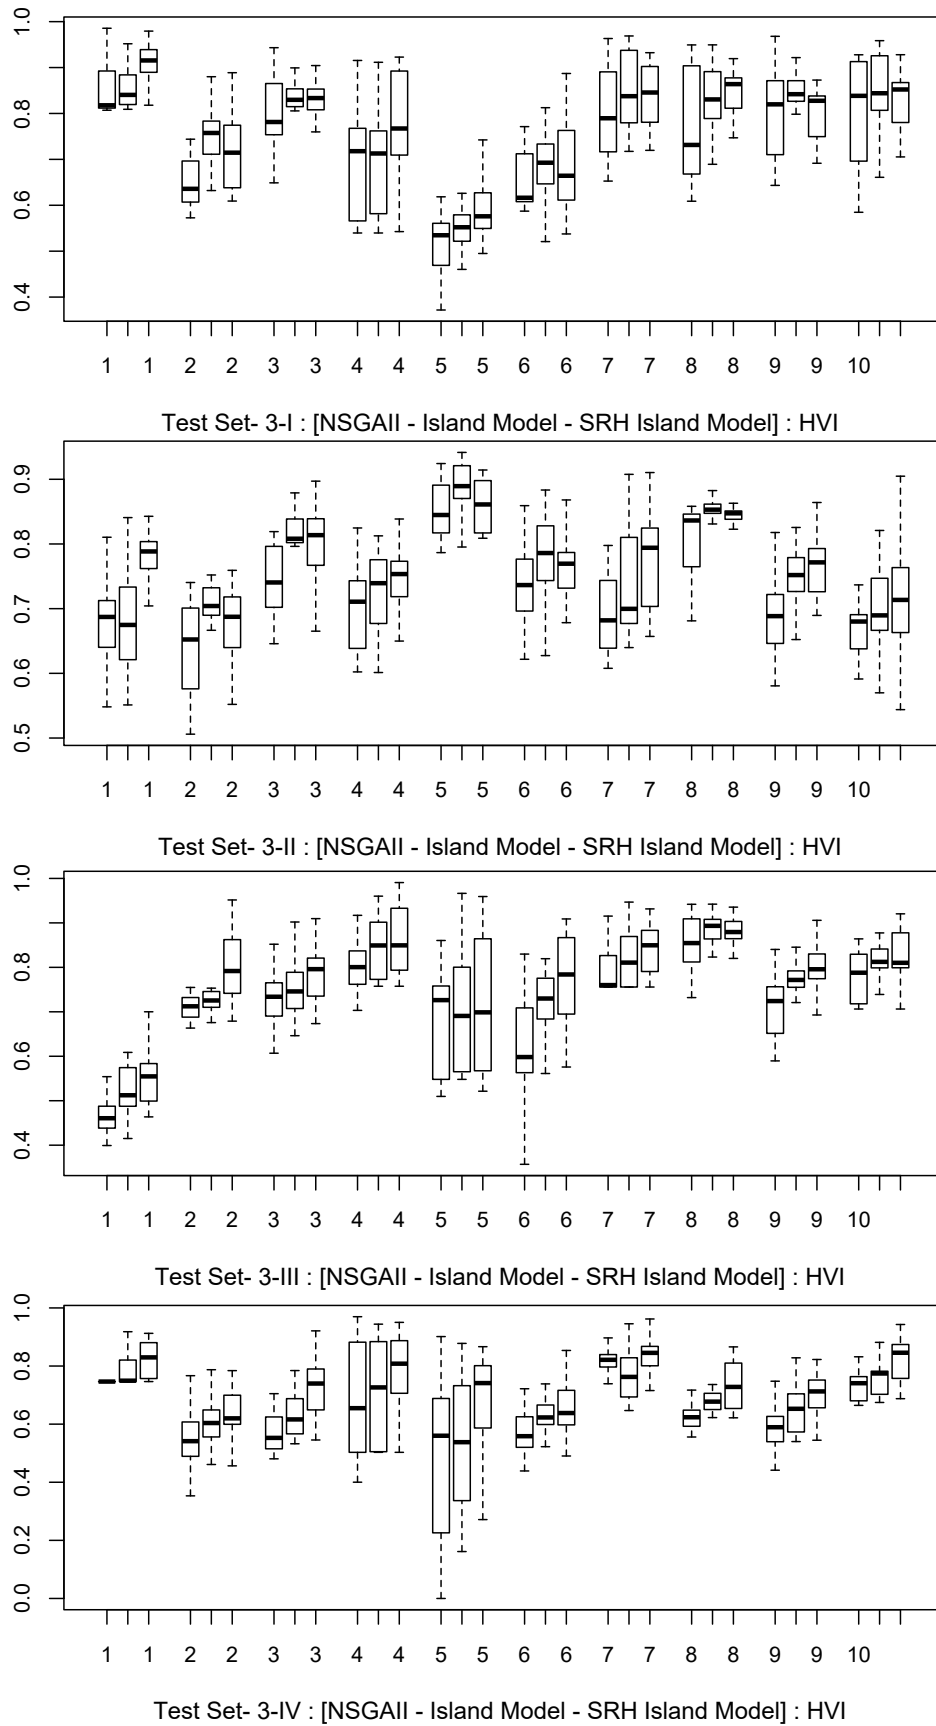 1.0
0.8
0.6
0.4
1 1 2 2 3 3 4 4 5 5 6 6 7 7 8 8 9 9 10
Test Set- 3-I : [NSGAII - Island Model - SRH Island Model] : HVI
0.9
0.8
0.7
0.6
0.5
1 1 2 2 3 3 4 4 5 5 6 6 7 7 8 8 9 9 10
Test Set- 3-II : [NSGAII - Island Model - SRH Island Model] : HVI
1.0
0.8
0.6
0.4
1 1 2 2 3 3 4 4 5 5 6 6 7 7 8 8 9 9 10
Test Set- 3-III : [NSGAII - Island Model - SRH Island Model] : HVI
1.0
0.8
0.6
0.4
0.2
0.0
1 1 2 2 3 3 4 4 5 5 6 6 7 7 8 8 9 9 10
Test Set- 3-IV : [NSGAII - Island Model - SRH Island Model] : HVI